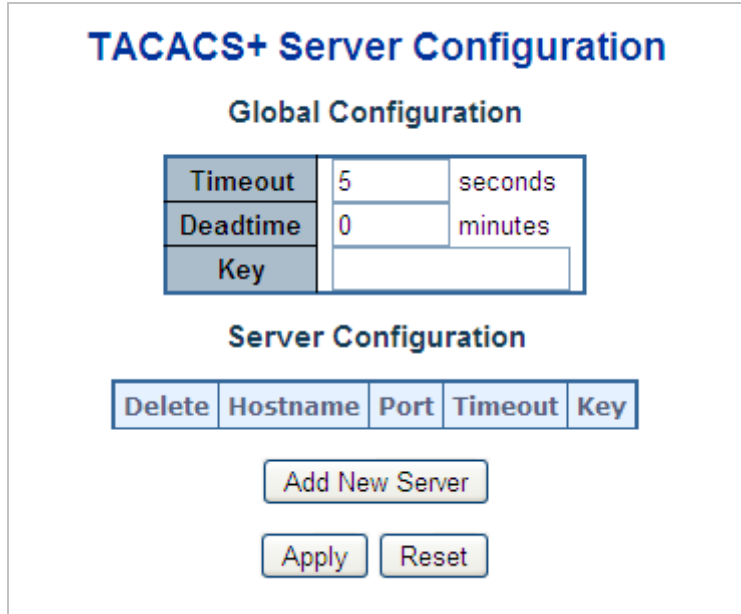 TACACS+ Server Configuration
Global Configuration
Timeout 5 seconds
Deadtime 0 minutes
Key
Server Configuration
Delete Hostname Port Timeout Key
Add New Server
Apply Reset